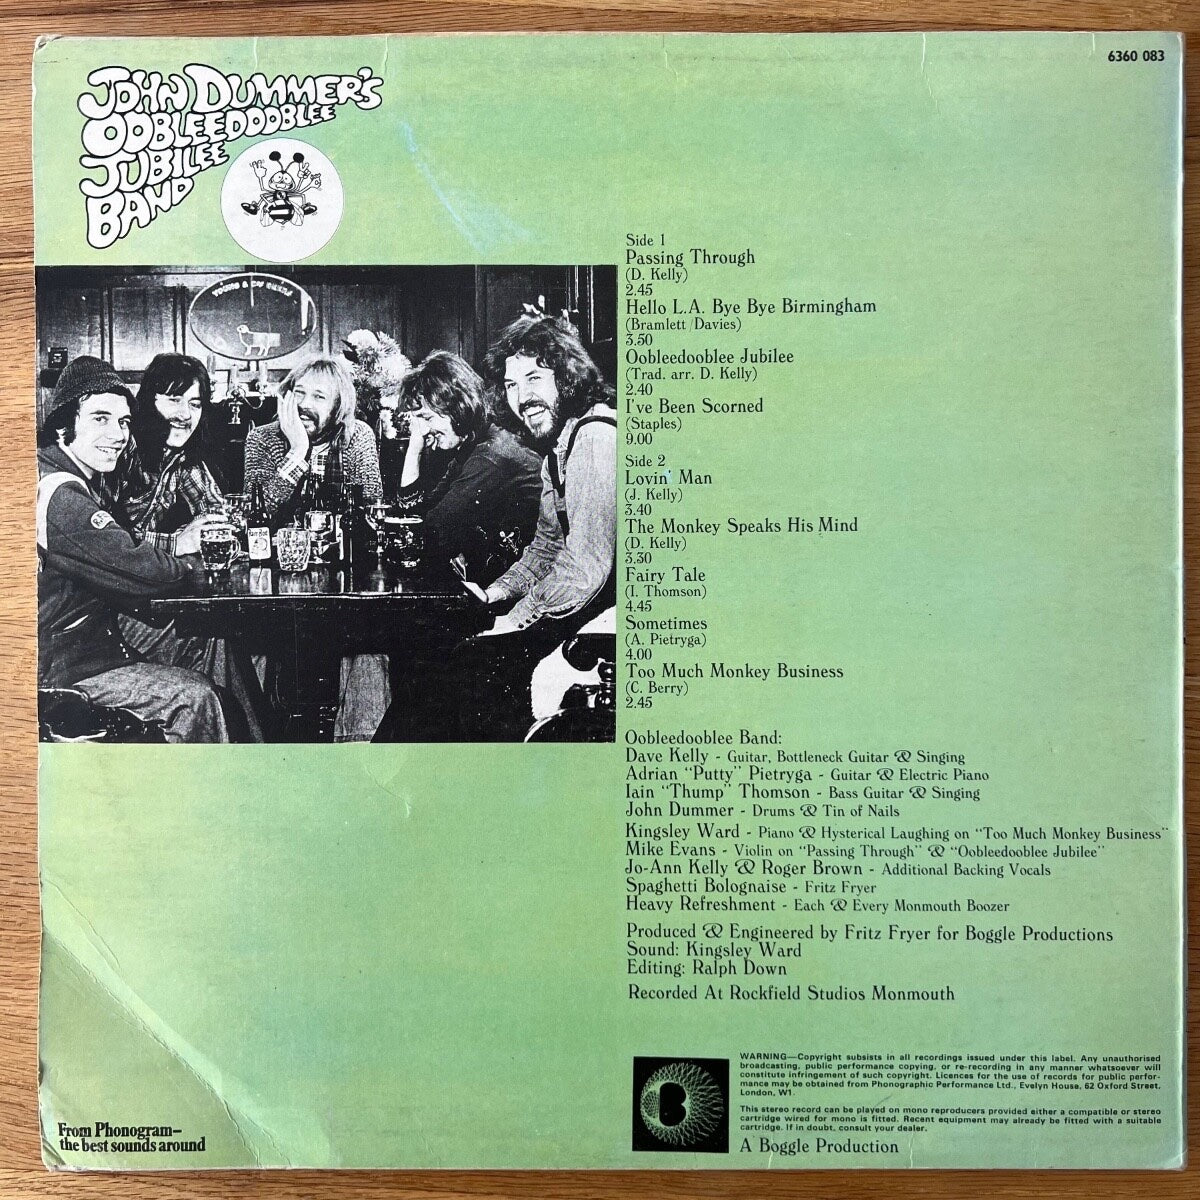 6360 083
JOHN DUMMER'S
OOBLEEDOOBLEE
JUBILEE
BAND
Side 1
Passing Through
(D. Kelly)
2.45
Hello L.A. Bye Bye Birmingham
(Bramlett/Davies)
3.50
Oobleedooblee Jubilee
(Trad. arr. D. Kelly)
2.40
I've Been Scorned
(Staples)
9.00
Side 2
Lovin' Man
(J. Kelly)
3.40
The Monkey Speaks His Mind
(D. Kelly)
3.30
Fairy Tale
(I. Thomson)
4.45
Sometimes
(A. Pietryga)
4.00
Too Much Monkey Business
(C. Berry)
2.45
Oobleedooblee Band:
Dave Kelly - Guitar, Bottleneck Guitar & Singing
Adrian "Putty" Pietryga - Guitar & Electric Piano
Iain "Thump" Thomson - Bass Guitar & Singing
John Dummer - Drums & Tin of Nails
Kingsley Ward - Piano & Hysterical Laughing on "Too Much Monkey Business"
Mike Evans - Violin on "Passing Through" & "Oobleedooblee Jubilee"
Jo-Ann Kelly & Roger Brown - Additional Backing Vocals
Spaghetti Bolognaise - Fritz Fryer
Heavy Refreshment - Each & Every Monmouth Boozer
Produced & Engineered by Fritz Fryer for Boggle Productions
Sound: Kingsley Ward
Editing: Ralph Down
Recorded At Rockfield Studios Monmouth
WARNING—Copyright subsists in all recordings issued under this label. Any unauthorised
broadcasting, public performance copying, or re-recording in any manner whatsoever will
constitute infringement of such copyright. Licences for the use of records for public perfor-
mance may be obtained from Phonographic Performance Ltd., Evelyn House, 62 Oxford Street,
London, W1.
This stereo record can be played on mono reproducers provided either a compatible or stereo
cartridge wired for mono is fitted. Recent equipment may already be fitted with a suitable
cartridge. If in doubt, consult your dealer.
B
A Boggle Production
From Phonogram—
the best sounds around